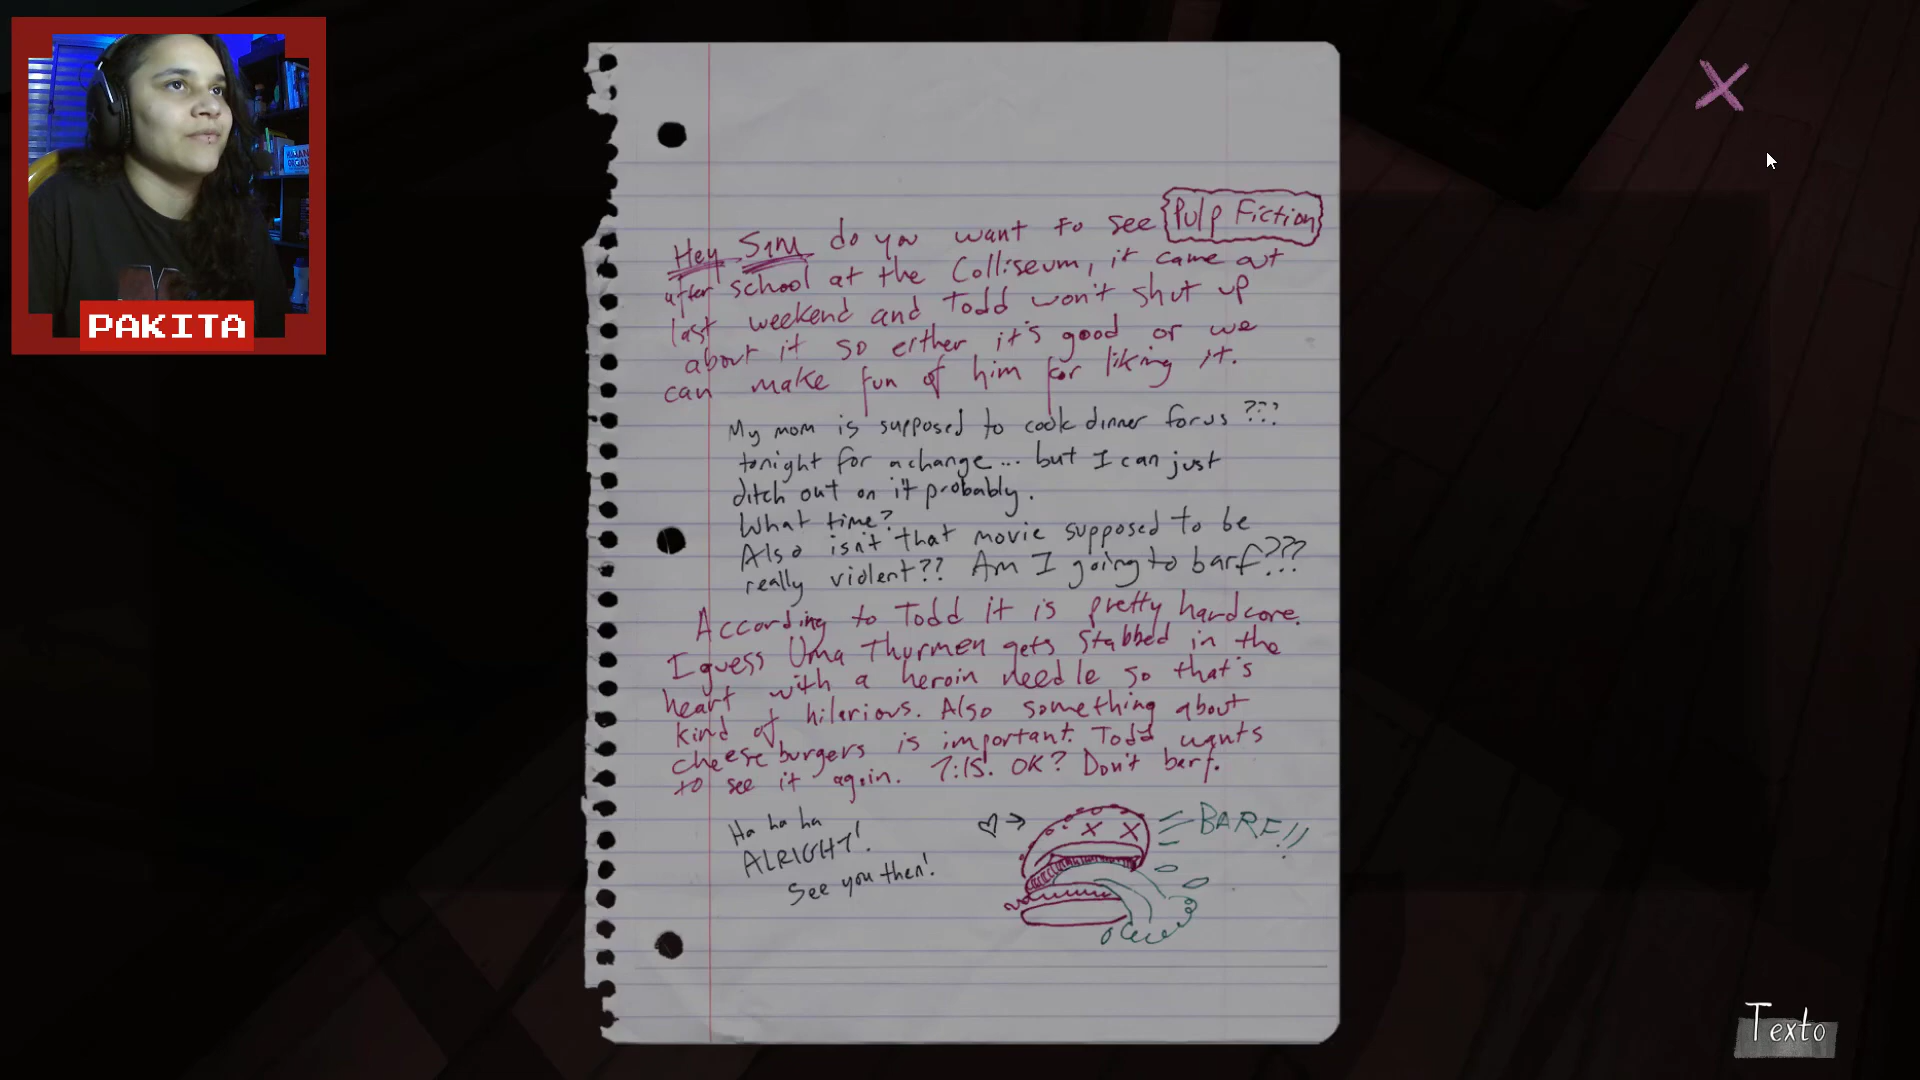 PAKITA
Hey Sam do you want to see Pulp Fiction
after school at the Colliseum, it came out
last weekend and Todd won't shut up
about it so either it's good or we
can make fun of him for liking it.
My mom is supposed to cook dinner for us ???
tonight for a change... but I can just
ditch out on it probably.
What time?
Also isn't that movie supposed to be
really violent?? Am I going to barf???
According to Todd it is pretty hardcore.
I guess Uma Thurmen gets stabbed in the
heart with a heroin needle so that's
kind of hilarious. Also something about
cheeseburgers is important. Todd wants
to see it again. 7:15. OK? Don't barf.
Ha ha ha
ALRIGHT!
See you then!
BARF!!
Texto